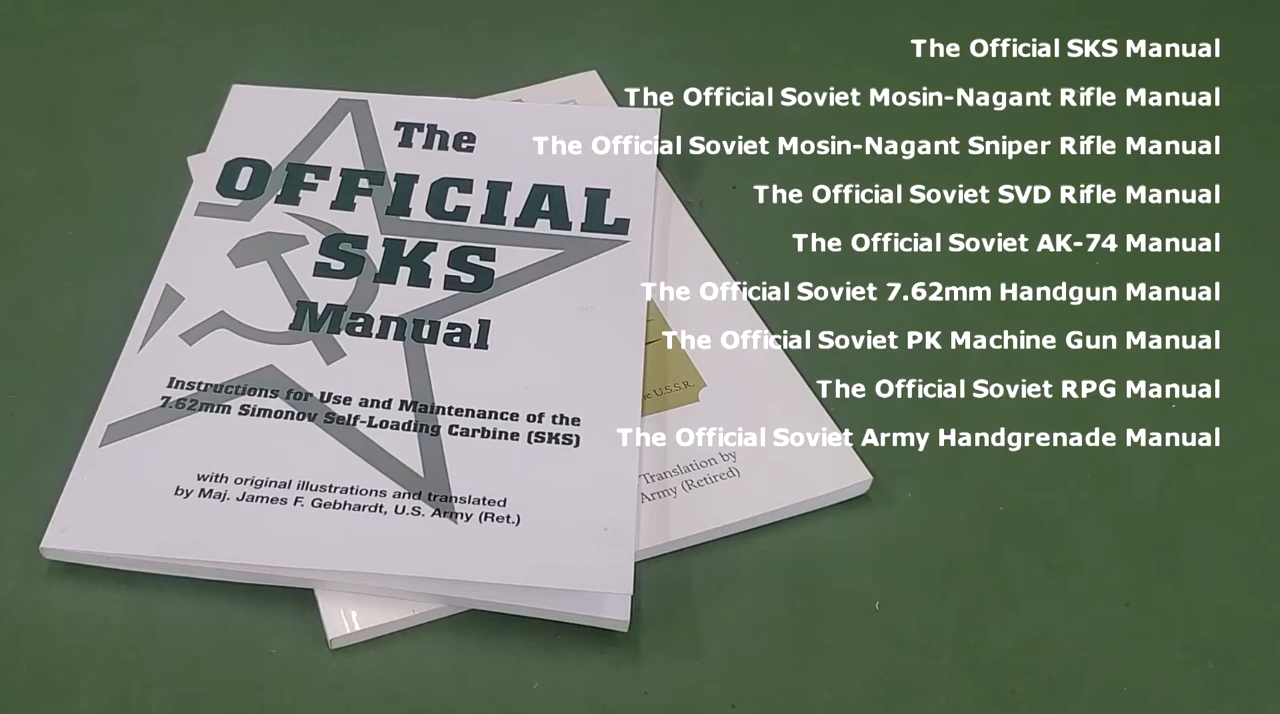 The Official SKS Manual
The Official Soviet Mosin-Nagant Rifle Manual
The Official Soviet Mosin-Nagant Sniper Rifle Manual
The Official Soviet SVD Rifle Manual
The Official Soviet AK-74 Manual
The Official Soviet 7.62mm Handgun Manual
The Official Soviet PK Machine Gun Manual
The Official Soviet RPG Manual
The Official Soviet Army Handgrenade Manual
The
OFFICIAL
SKS
Manual
Instructions for Use and Maintenance of the
7.62mm Simonov Self-Loading Carbine (SKS)
with original illustrations and translated
by Maj. James F. Gebhardt, U.S. Army (Ret.)
U.S.S.R.
Translation by
Army (Retired)